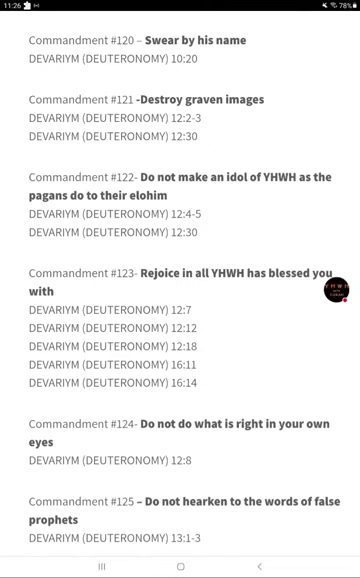 11:26
78%
Commandment #120 – Swear by his name
DEVARIYM (DEUTERONOMY) 10:20
Commandment #121 -Destroy graven images
DEVARIYM (DEUTERONOMY) 12:2-3
DEVARIYM (DEUTERONOMY) 12:30
Commandment #122- Do not make an idol of YHWH as the
pagans do to their elohim
DEVARIYM (DEUTERONOMY) 12:4-5
DEVARIYM (DEUTERONOMY) 12:30
Commandment #123- Rejoice in all YHWH has blessed you
with
DEVARIYM (DEUTERONOMY) 12:7
DEVARIYM (DEUTERONOMY) 12:12
DEVARIYM (DEUTERONOMY) 12:18
DEVARIYM (DEUTERONOMY) 16:11
DEVARIYM (DEUTERONOMY) 16:14
Commandment #124- Do not do what is right in your own
eyes
DEVARIYM (DEUTERONOMY) 12:8
Commandment #125 – Do not hearken to the words of false
prophets
DEVARIYM (DEUTERONOMY) 13:1-3